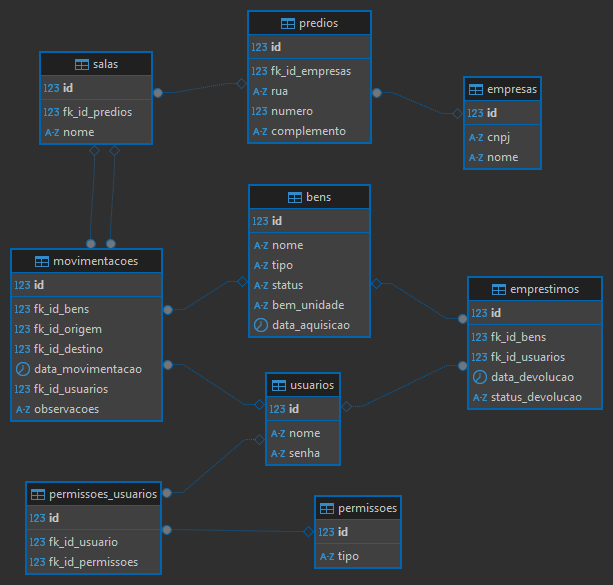 predios
123 id
123 fk_id_empresas
A-Z rua
123 numero
A-Z complemento
salas
123 id
123 fk_id_predios
A-Z nome
empresas
123 id
A-Z cnpj
A-Z nome
bens
123 id
A-Z nome
A-Z tipo
A-Z status
A-Z bem_unidade
data_aquisicao
movimentacoes
123 id
123 fk_id_bens
123 fk_id_origem
123 fk_id_destino
data_movimentacao
123 fk_id_usuarios
A-Z observacoes
emprestimos
123 id
123 fk_id_bens
123 fk_id_usuarios
data_devolucao
A-Z status_devolucao
usuarios
123 id
A-Z nome
A-Z senha
permissoes_usuarios
123 id
123 fk_id_usuario
123 fk_id_permissoes
permissoes
123 id
A-Z tipo